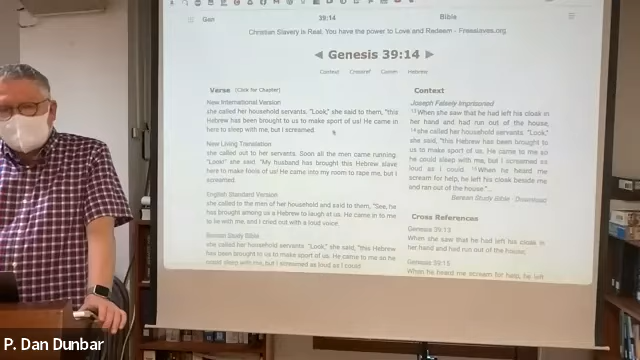 Gen
39:14
Bible
Christian Slavery Is Real: You have the power to Love and Redeem - Freeslaves.org
◄ Genesis 39:14 ►
Context Crossref Comm Hebrew
Verse (Click for Chapter)
New International Version
she called her household servants. "Look," she said to them, "this
Hebrew has been brought to us to make sport of us! He came in
here to sleep with me, but I screamed.
New Living Translation
She called out to her servants. Soon all the men came running.
"Look!" she said. "My husband has brought this Hebrew slave
here to make fools of us! He came into my room to rape me, but I
screamed.
English Standard Version
she called to the men of her household and said to them, "See, he
has brought among us a Hebrew to laugh at us. He came in to me
to lie with me, and I cried out with a loud voice.
Berean Study Bible
she called her household servants. "Look," she said, "this Hebrew
has been brought to us to make sport of us. He came to me so he
could sleep with me, but I screamed as loud as I could.
Context
Joseph Falsely Imprisoned
13When she saw that he had left his cloak in
her hand and had run out of the house,
14she called her household servants. "Look,"
she said, "this Hebrew has been brought to
us to make sport of us. He came to me so
he could sleep with me, but I screamed as
loud as I could. 15When he heard me
scream for help, he left his cloak beside me
and ran out of the house."...
Berean Study Bible · Download
Cross References
Genesis 39:13
When she saw that he had left his cloak in
her hand and had run out of the house,
Genesis 39:15
When he heard me scream for help, he left
P. Dan Dunbar